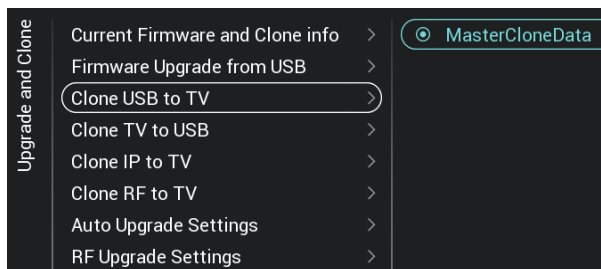 Upgrade and Clone
Current Firmware and Clone info
Firmware Upgrade from USB
Clone USB to TV
Clone TV to USB
Clone IP to TV
Clone RF to TV
Auto Upgrade Settings
RF Upgrade Settings
MasterCloneData